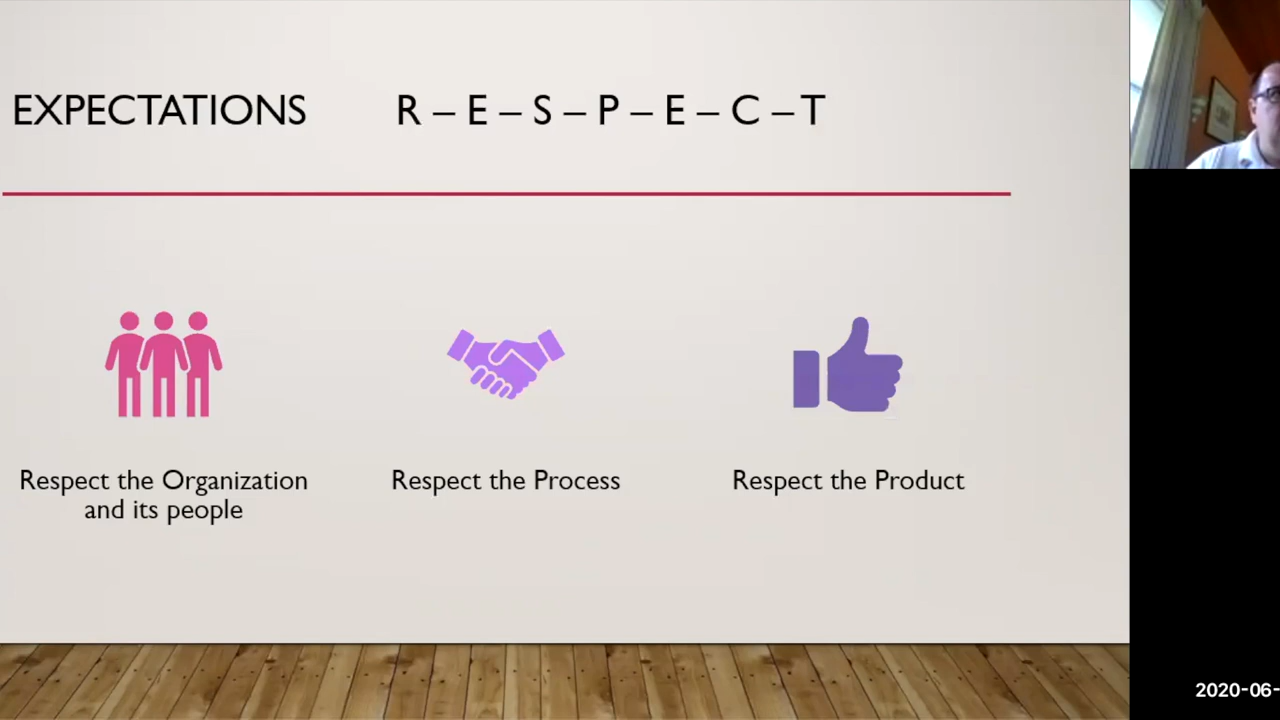 EXPECTATIONS R – E – S – P – E – C – T
Respect the Organization
and its people
Respect the Process
Respect the Product
2020-06-